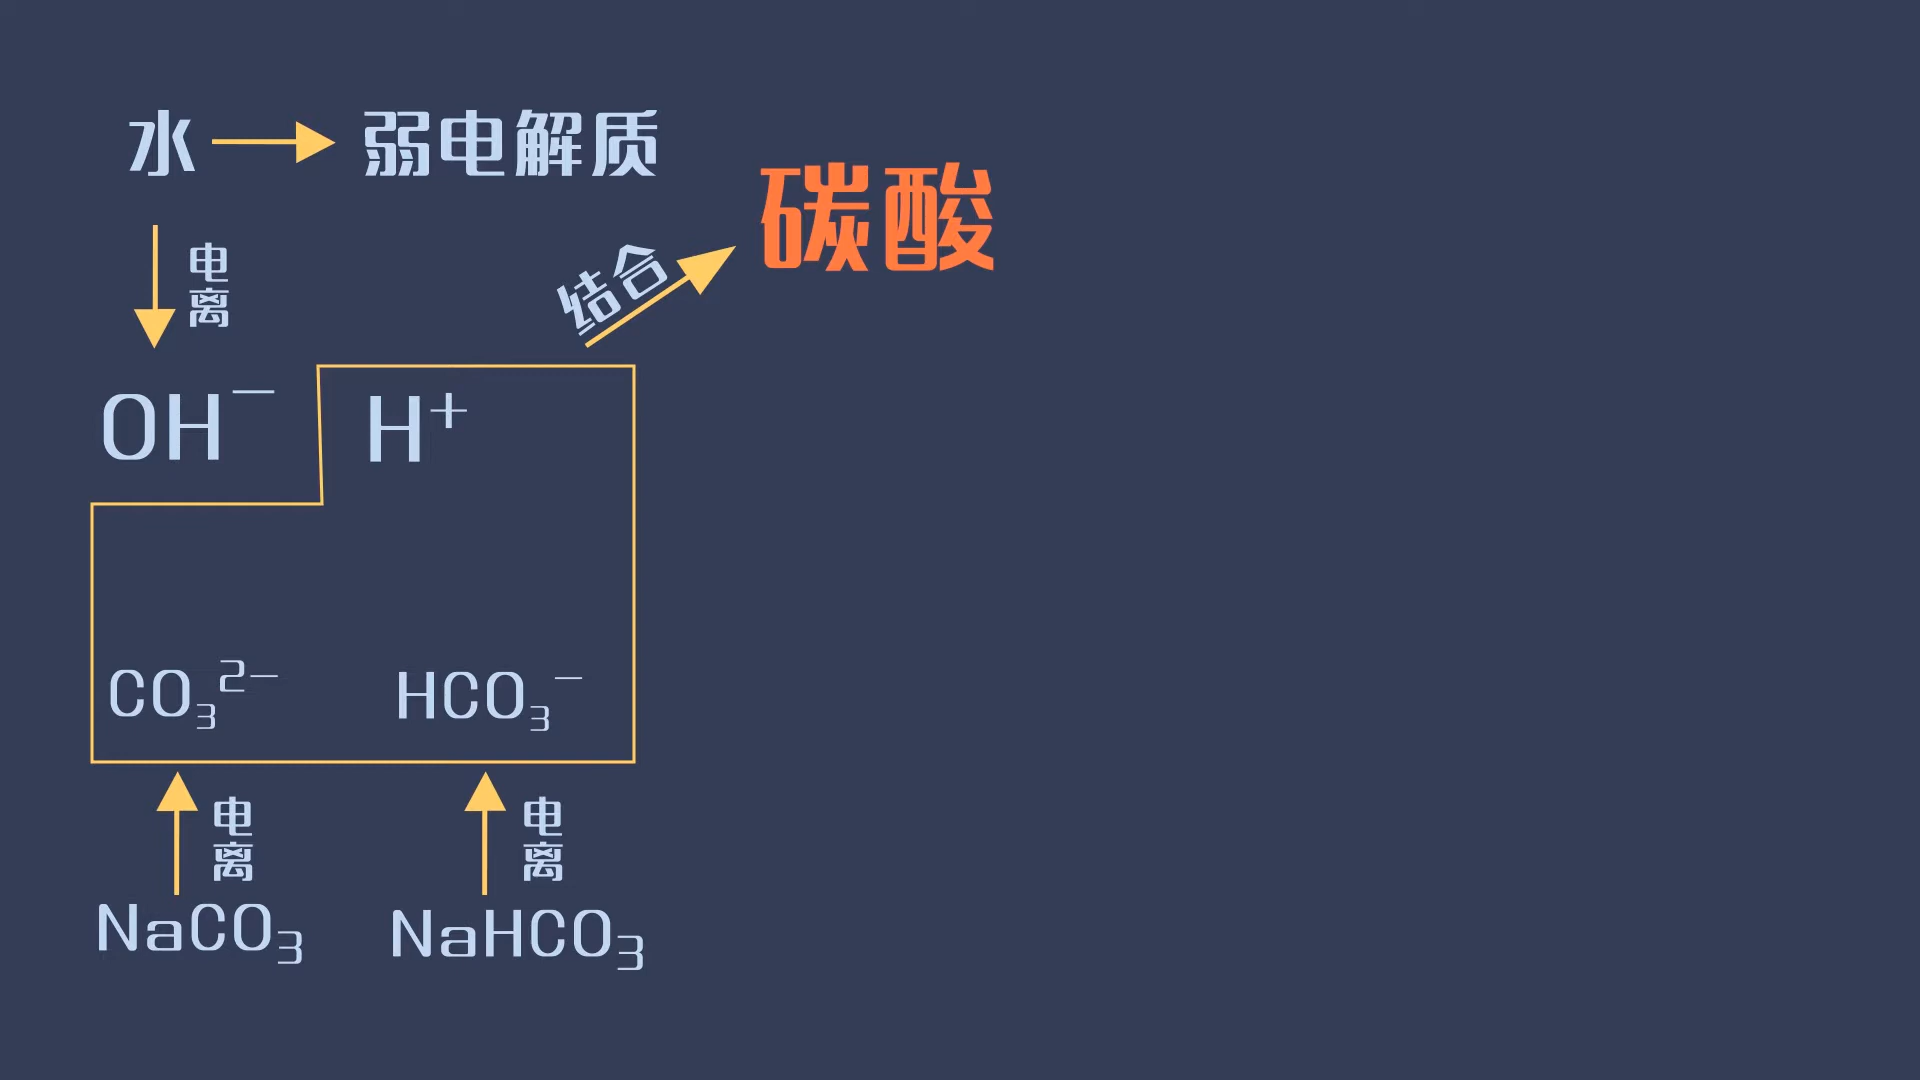 水 弱电解质
碳酸
电离
结合
OH⁻ H⁺
CO₃²⁻ HCO₃⁻
电离 电离
NaCO₃ NaHCO₃